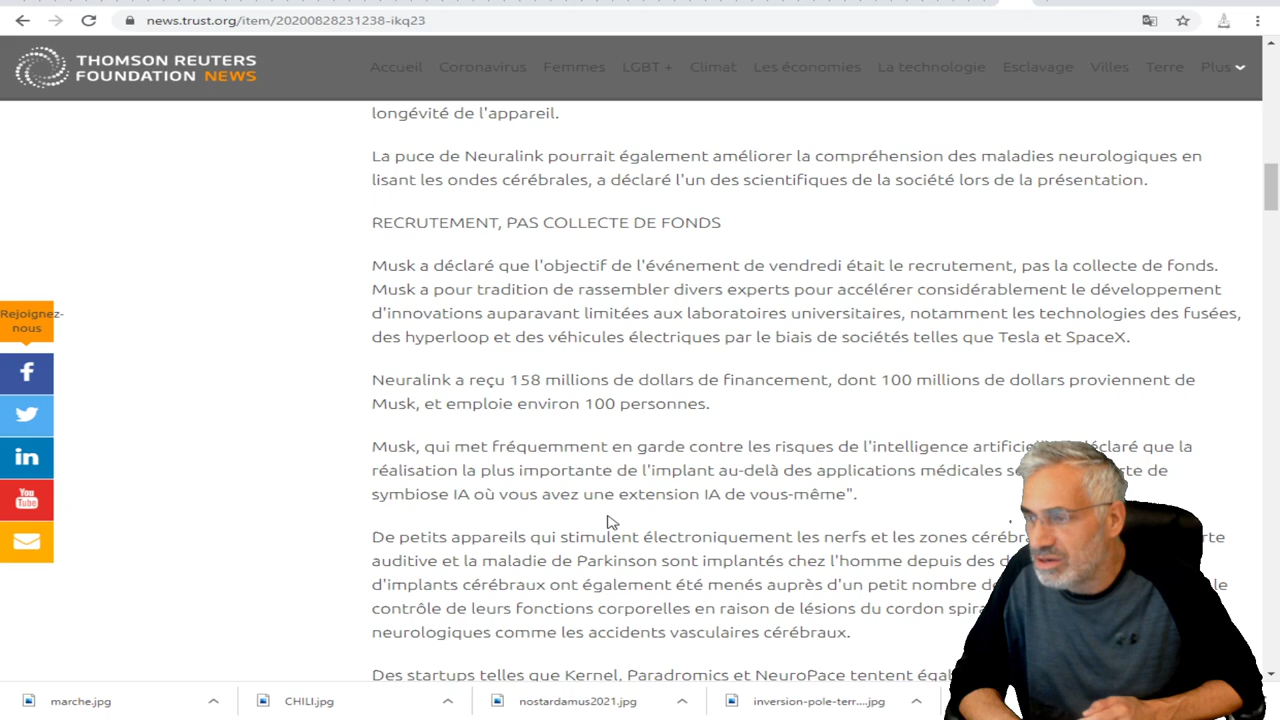 news.trust.org/item/20200828231238-ikq23
THOMSON REUTERS
FOUNDATION NEWS
Accueil Coronavirus Femmes LGBT + Climat Les économies La technologie Esclavage Villes Terre Plus
longévité de l'appareil.
La puce de Neuralink pourrait également améliorer la compréhension des maladies neurologiques en
lisant les ondes cérébrales, a déclaré l'un des scientifiques de la société lors de la présentation.
RECRUTEMENT, PAS COLLECTE DE FONDS
Musk a déclaré que l'objectif de l'événement de vendredi était le recrutement, pas la collecte de fonds.
Musk a pour tradition de rassembler divers experts pour accélérer considérablement le développement
d'innovations auparavant limitées aux laboratoires universitaires, notamment les technologies des fusées,
des hyperloop et des véhicules électriques par le biais de sociétés telles que Tesla et SpaceX.
Rejoignez-
nous
Neuralink a reçu 158 millions de dollars de financement, dont 100 millions de dollars proviennent de
Musk, et emploie environ 100 personnes.
Musk, qui met fréquemment en garde contre les risques de l'intelligence déclaré que la
réalisation la plus importante de l'implant au-delà des applications médicales de
symbiose IA où vous avez une extension IA de vous-même".
De petits appareils qui stimulent électroniquement les nerfs et les zones
auditive et la maladie de Parkinson sont implantés chez l'homme depuis des
d'implants cérébraux ont également été menés auprès d'un petit nombre de le
contrôle de leurs fonctions corporelles en raison de lésions du cordon
neurologiques comme les accidents vasculaires cérébraux.
Des startups telles que Kernel, Paradromics et NeuroPace tentent
You
Tube
marche.jpg CHILI.jpg nostardamus2021.jpg inversion-pole-terr....jpg